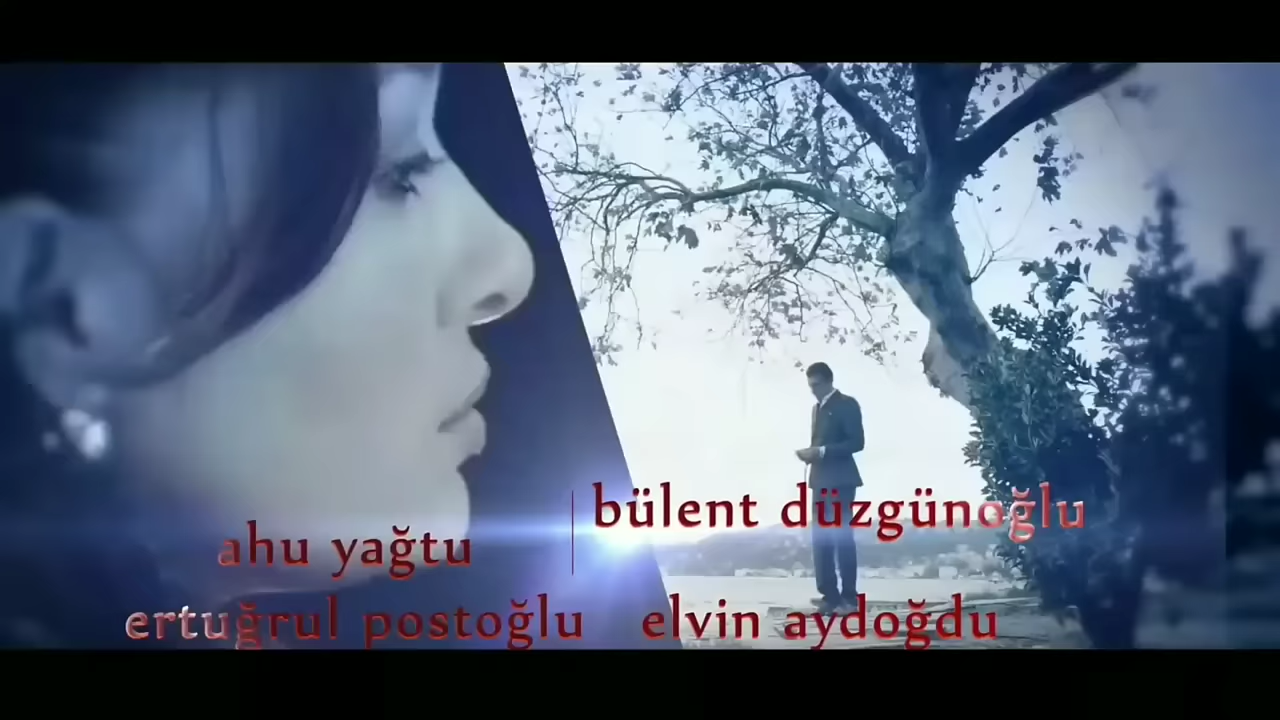 ahu yağtu
bülent düzgünoğlu
ertuğrul postoğlu
elvin aydoğdu